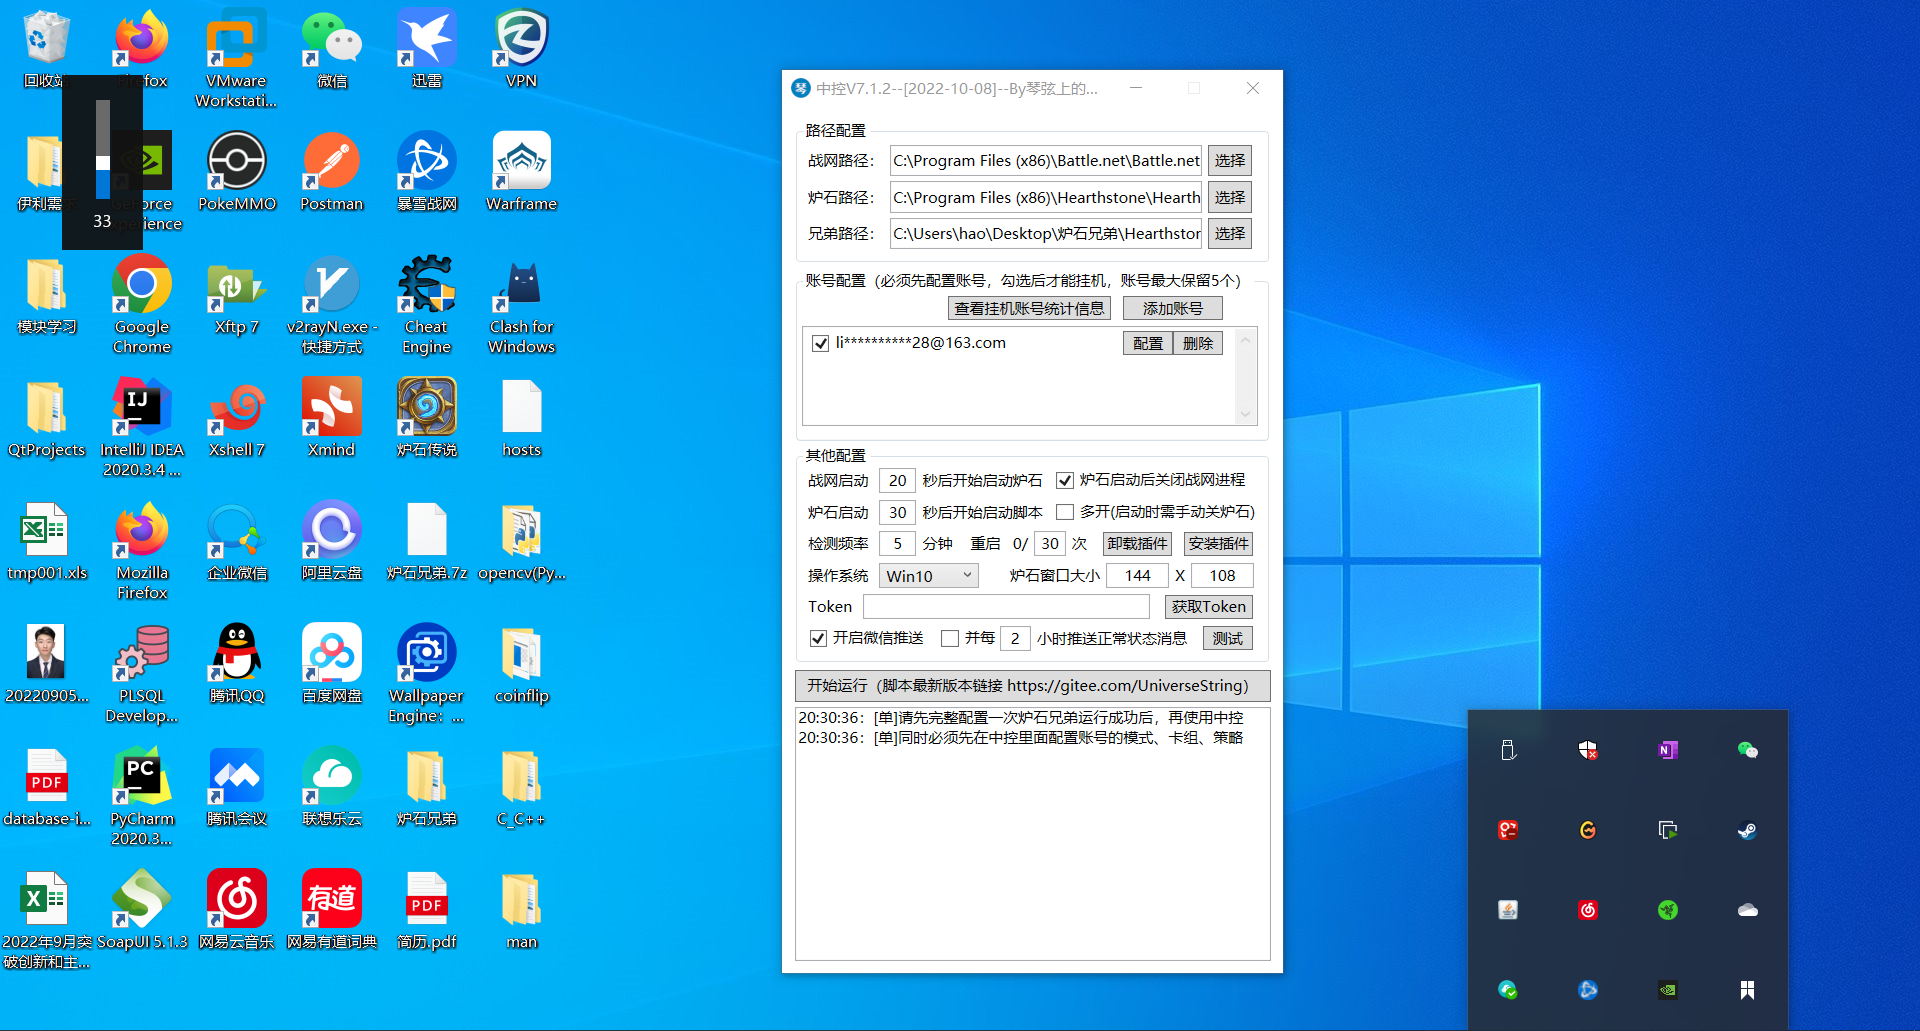 回收站
Firefox
VMware
Workstati...
微信
迅雷
VPN
33
伊利需
GeForce
Experience
PokeMMO
Postman
暴雪战网
Warframe
模块学习
Google
Chrome
Xftp 7
v2rayN.exe -
快捷方式
Cheat
Engine
Clash for
Windows
QtProjects
IntelliJ IDEA
2020.3.4 ...
Xshell 7
Xmind
炉石传说
hosts
tmp001.xls
Mozilla
Firefox
企业微信
阿里云盘
炉石兄弟.7z
opencv(Py...
20220905...
PLSQL
Develop...
腾讯QQ
百度网盘
Wallpaper
Engine：...
coinflip
PDF
database-i...
PC
PyCharm
2020.3...
腾讯会议
联想乐云
炉石兄弟
C_C++
2022年9月突
破创新和主...
SoapUI 5.1.3
网易云音乐
有道
网易有道词典
PDF
简历.pdf
man
琴 中控V7.1.2--[2022-10-08]--By琴弦上的...
路径配置
战网路径： C:\Program Files (x86)\Battle.net\Battle.net 选择
炉石路径： C:\Program Files (x86)\Hearthstone\Hearth 选择
兄弟路径： C:\Users\hao\Desktop\炉石兄弟\Hearthstor 选择
账号配置（必须先配置账号，勾选后才能挂机，账号最大保留5个）
查看挂机账号统计信息 添加账号
li**********28@163.com 配置 删除
其他配置
战网启动 20 秒后开始启动炉石 炉石启动后关闭战网进程
炉石启动 30 秒后开始启动脚本 多开(启动时需手动关炉石)
检测频率 5 分钟 重启 0/ 30 次 卸载插件 安装插件
操作系统 Win10 炉石窗口大小 144 X 108
Token 获取Token
开启微信推送 并每 2 小时推送正常状态消息 测试
开始运行（脚本最新版本链接 https://gitee.com/UniverseString）
20:30:36：[单]请先完整配置一次炉石兄弟运行成功后，再使用中控
20:30:36：[单]同时必须先在中控里面配置账号的模式、卡组、策略